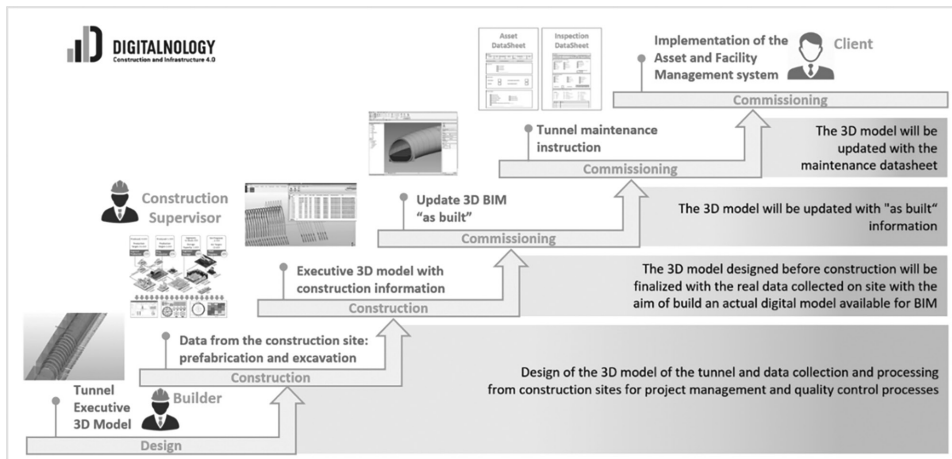 DIGITALNOLOGY
Construction and Infrastructure 4.0
Asset
DataSheet
Inspection
DataSheet
Implementation of the
Asset and Facility
Management system
Client
Commissioning
Tunnel maintenance
instruction
Commissioning
The 3D model will be
updated with the
maintenance datasheet
Construction
Supervisor
Update 3D BIM
“as built”
Commissioning
The 3D model will be updated with "as built“
information
Executive 3D model with
construction information
Construction
The 3D model designed before construction will be
finalized with the real data collected on site with the
aim of build an actual digital model available for BIM
Data from the construction site:
prefabrication and excavation
Construction
Design of the 3D model of the tunnel and data collection and processing
from construction sites for project management and quality control processes
Tunnel
Executive
3D Model
Builder
Design